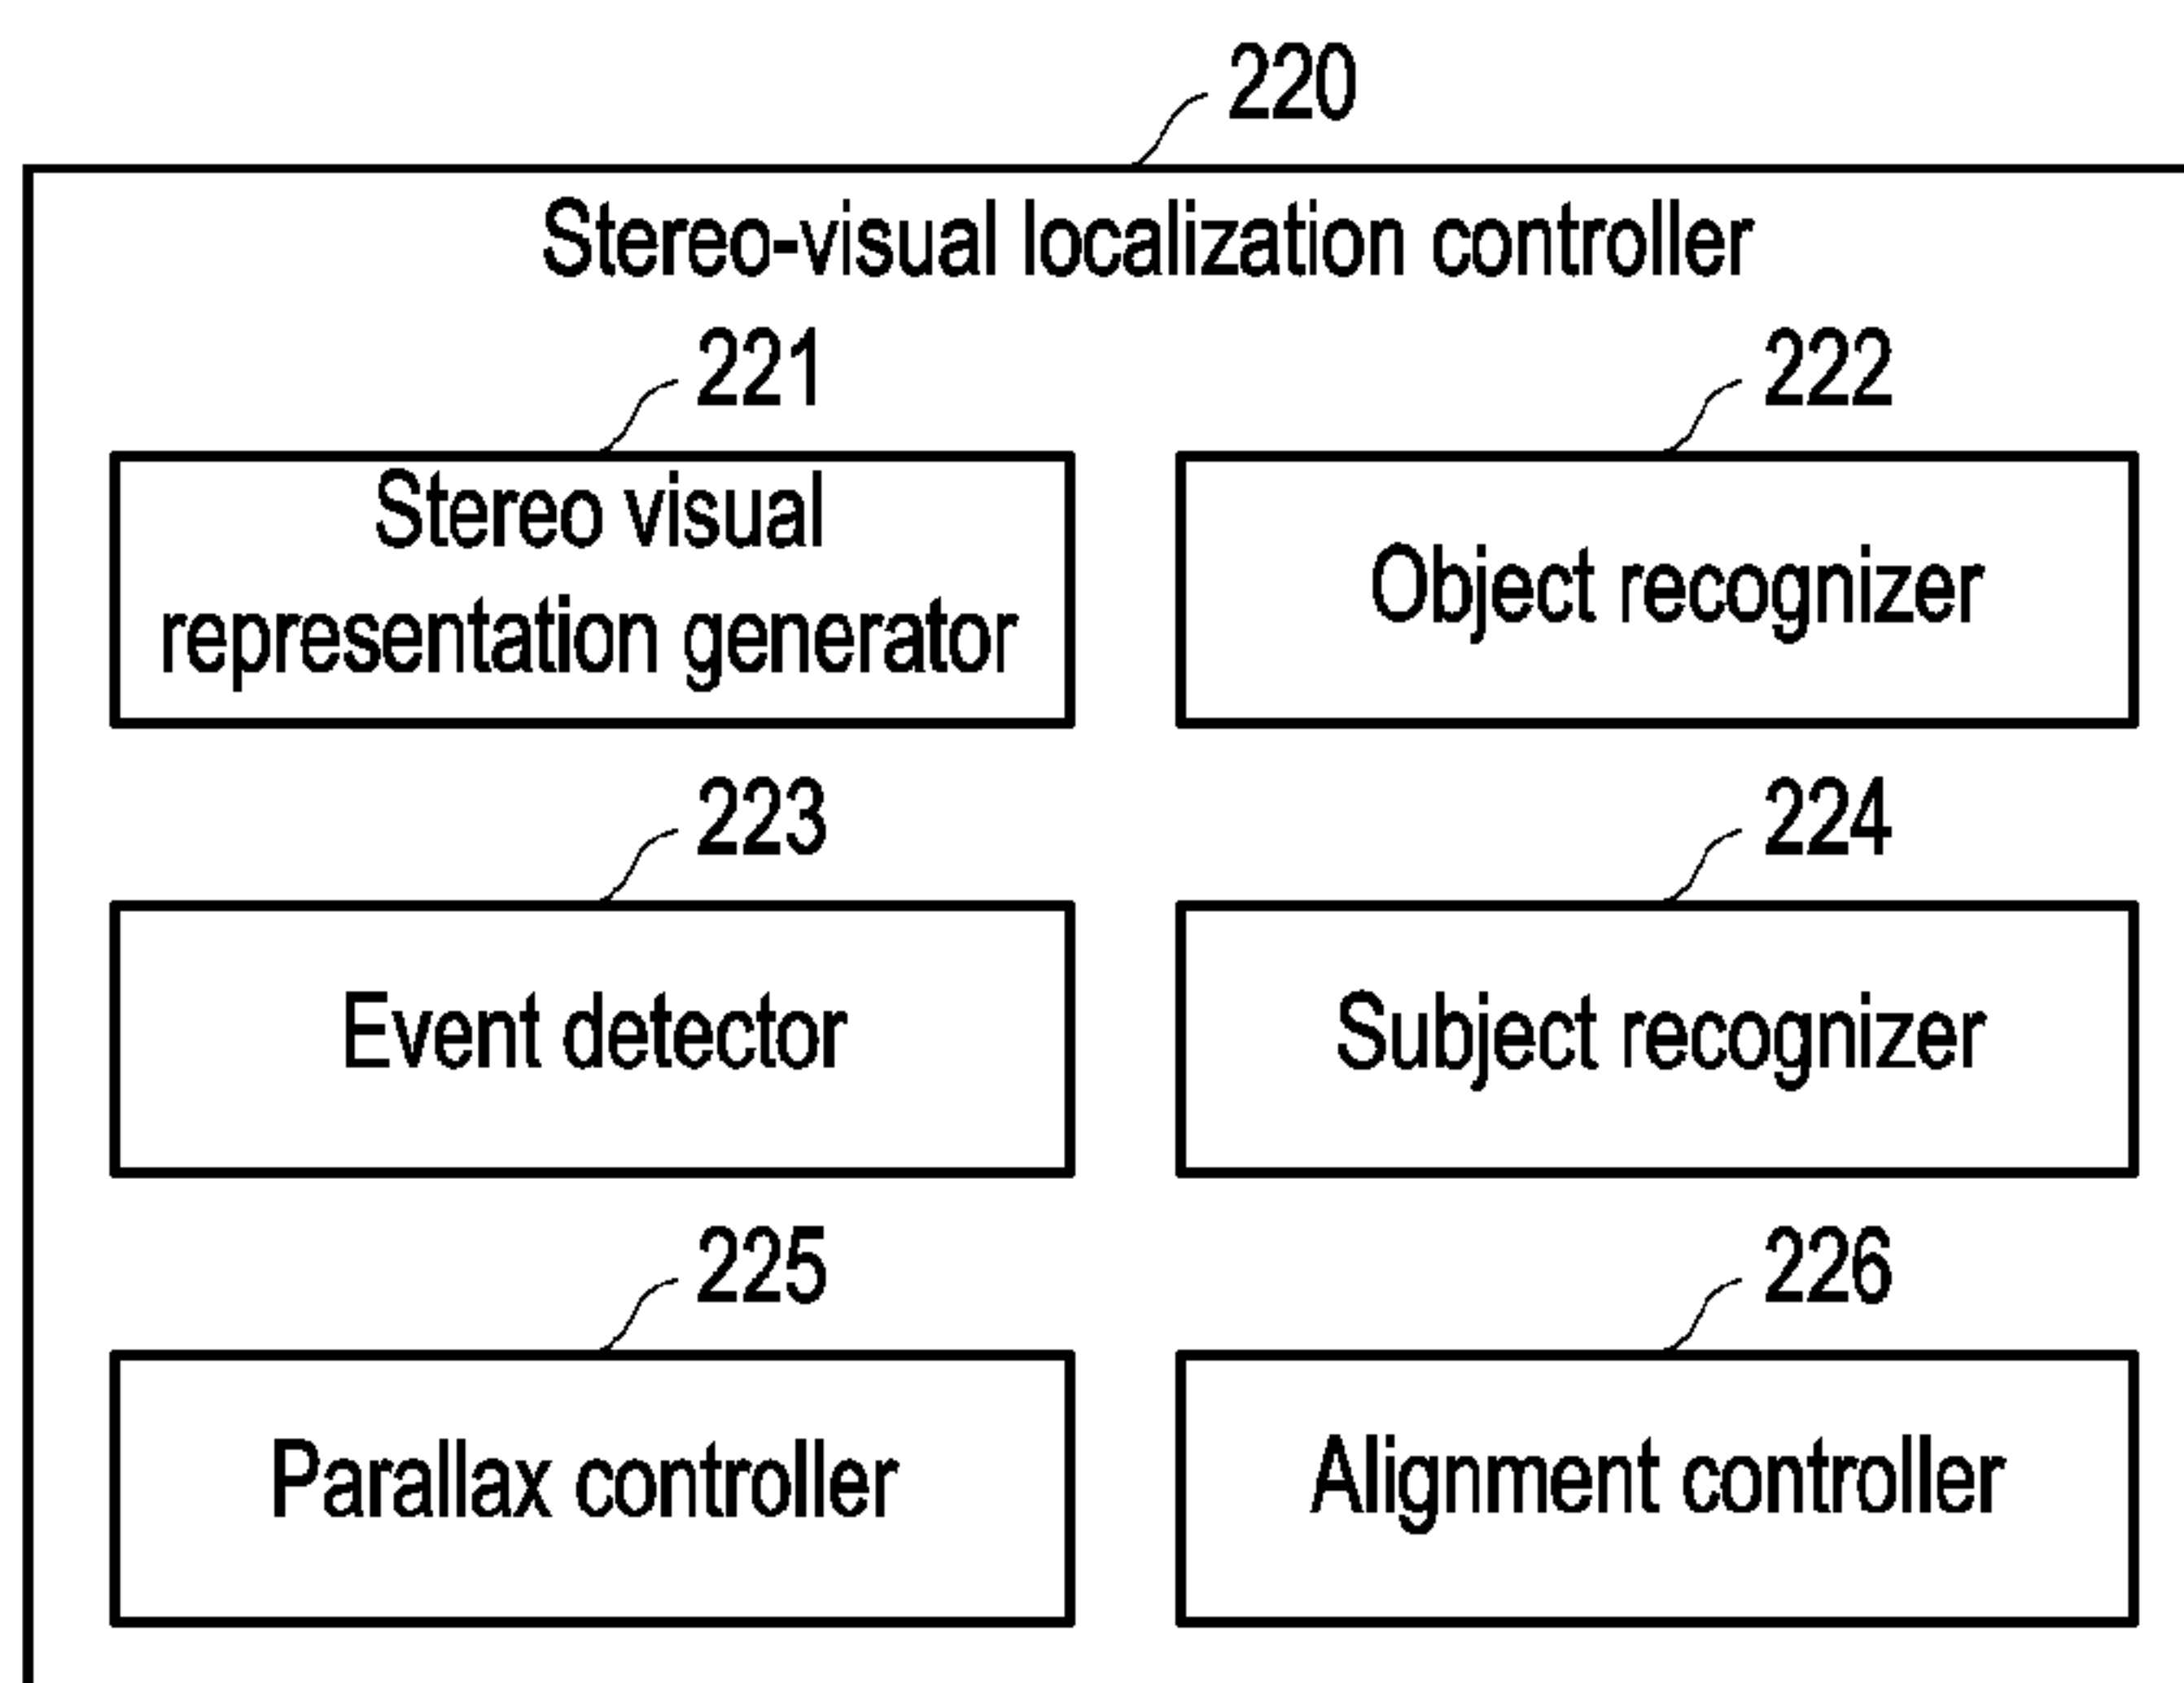 220
Stereo-visual localization controller
221
222
Stereo visual
representation generator
Object recognizer
223
224
Event detector
Subject recognizer
225
226
Parallax controller
Alignment controller